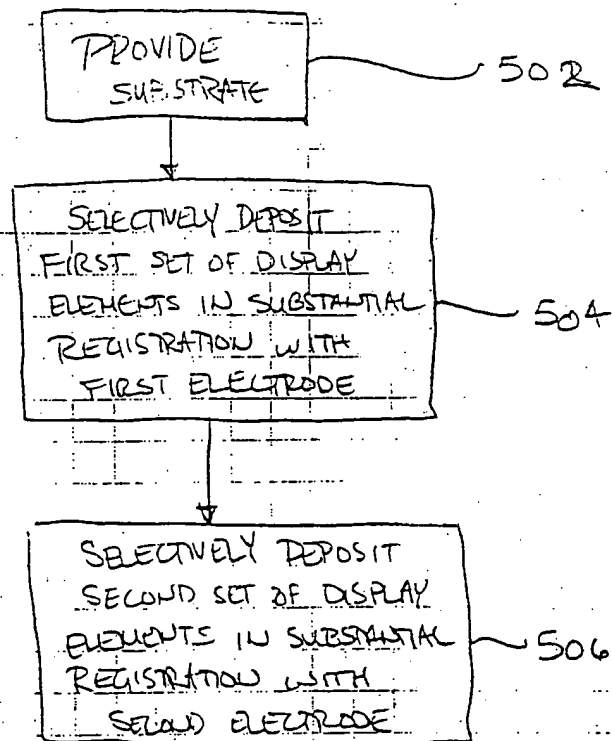 PROVIDE
SUBSTRATE
502
SELECTIVELY DEPOSIT
FIRST SET OF DISPLAY
ELEMENTS IN SUBSTANTIAL
REGISTRATION WITH
FIRST ELECTRODE
504
SELECTIVELY DEPOSIT
SECOND SET OF DISPLAY
ELEMENTS IN SUBSTANTIAL
REGISTRATION WITH
SECOND ELECTRODE
506